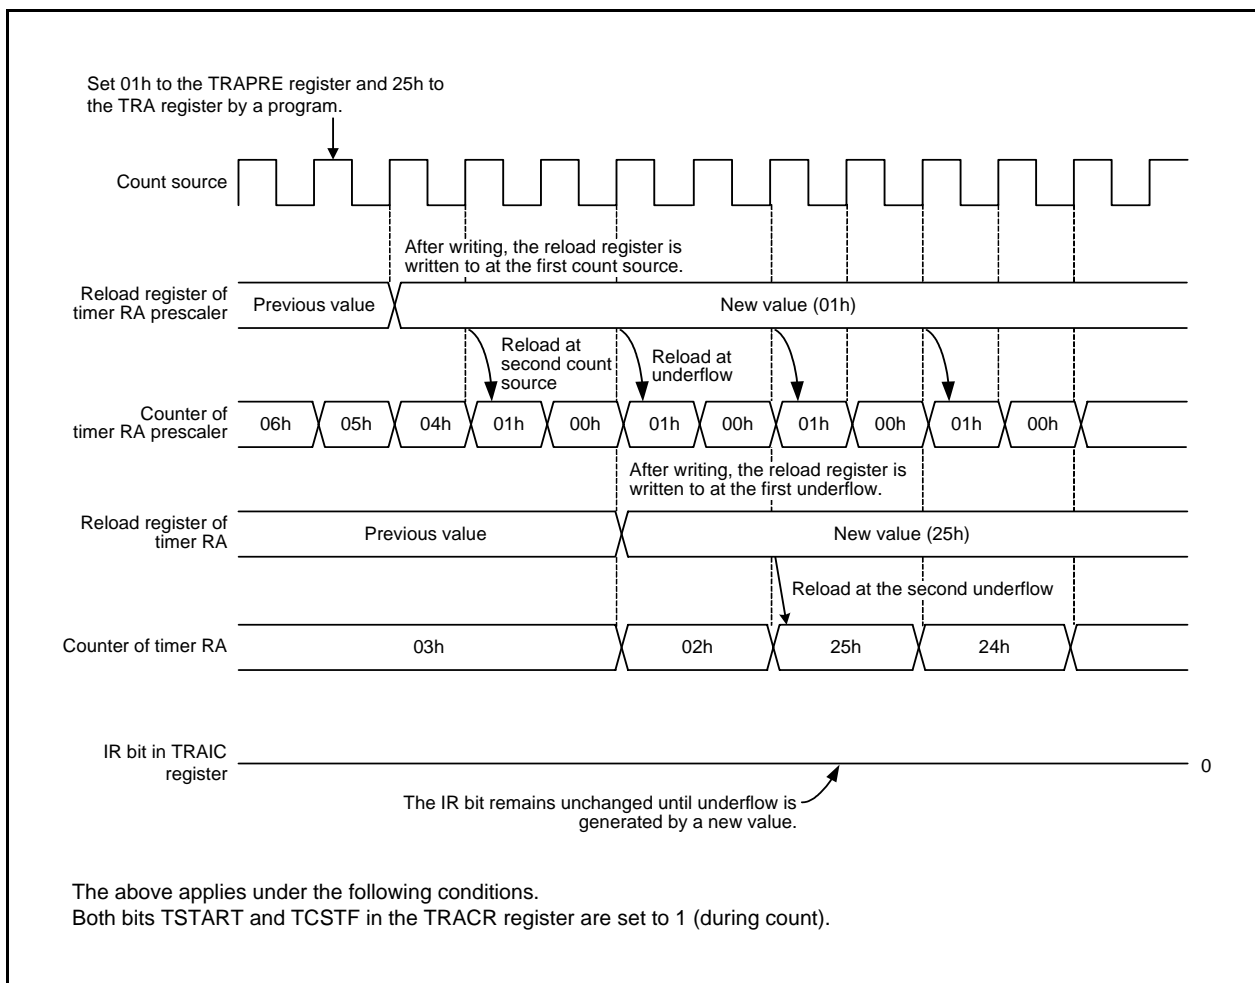 Set 01h to the TRAPRE register and 25h to
the TRA register by a program.
Count source
After writing, the reload register is
written to at the first count source.
Reload register of
timer RA prescaler
Previous value
New value (01h)
Reload at
second count
source
Reload at
underflow
Counter of
timer RA prescaler
06h 05h 04h 01h 00h 01h 00h 01h 00h 01h 00h
After writing, the reload register is
written to at the first underflow.
Reload register of
timer RA
Previous value
New value (25h)
Reload at the second underflow
Counter of timer RA
03h 02h 25h 24h
IR bit in TRAIC
register
0
The IR bit remains unchanged until underflow is
generated by a new value.
The above applies under the following conditions.
Both bits TSTART and TCSTF in the TRACR register are set to 1 (during count).